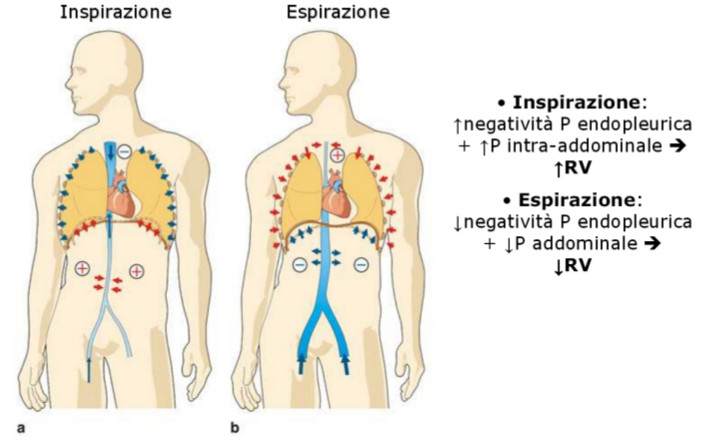 Inspirazione
Espirazione
• Inspirazione:
↑negatività P endopleurica
+ ↑P intra-addominale ➔
↑RV
• Espirazione:
↓negatività P endopleurica
+ ↓P addominale ➔
↓RV
− +
+ + − −
a b